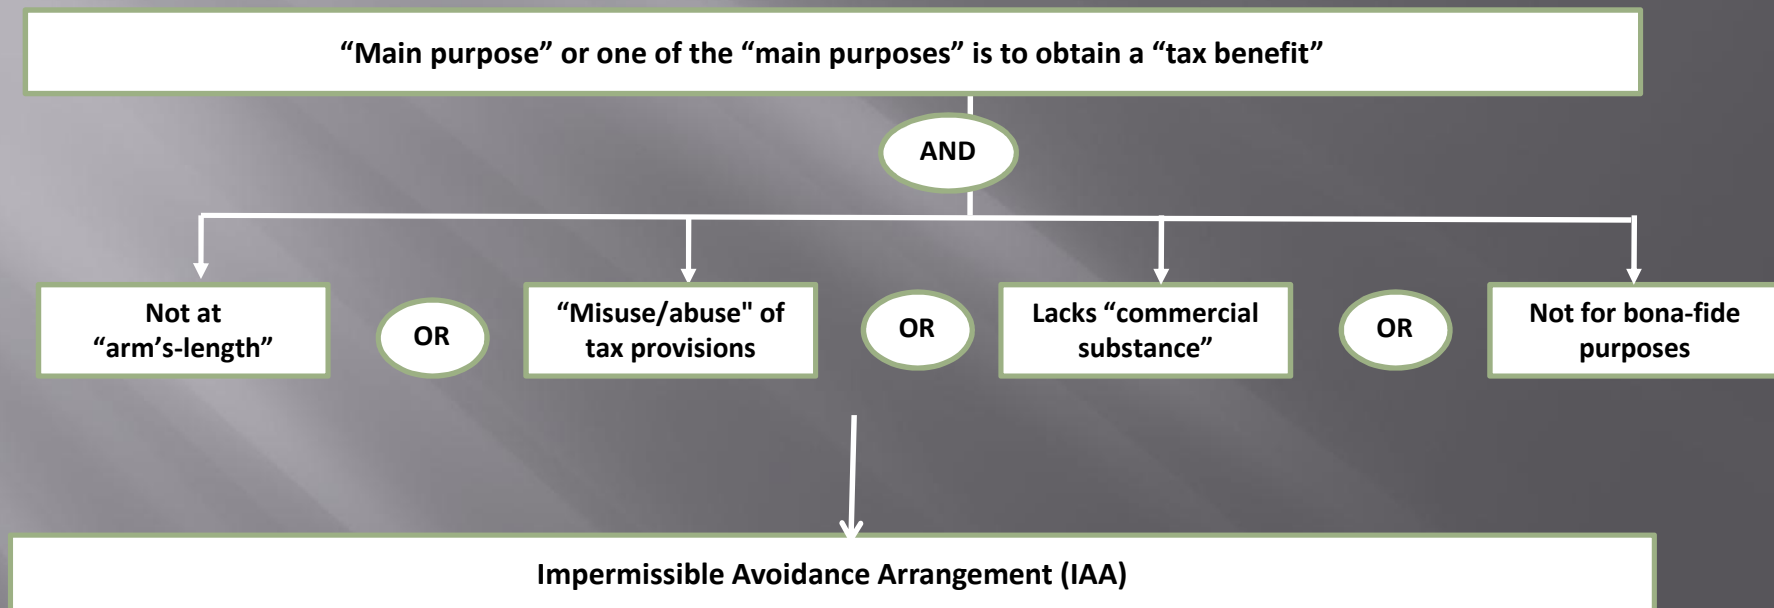 “Main purpose” or one of the “main purposes” is to obtain a “tax benefit”
AND
Not at
“arm’s-length”
OR
“Misuse/abuse" of
tax provisions
OR
Lacks “commercial
substance”
OR
Not for bona-fide
purposes
Impermissible Avoidance Arrangement (IAA)